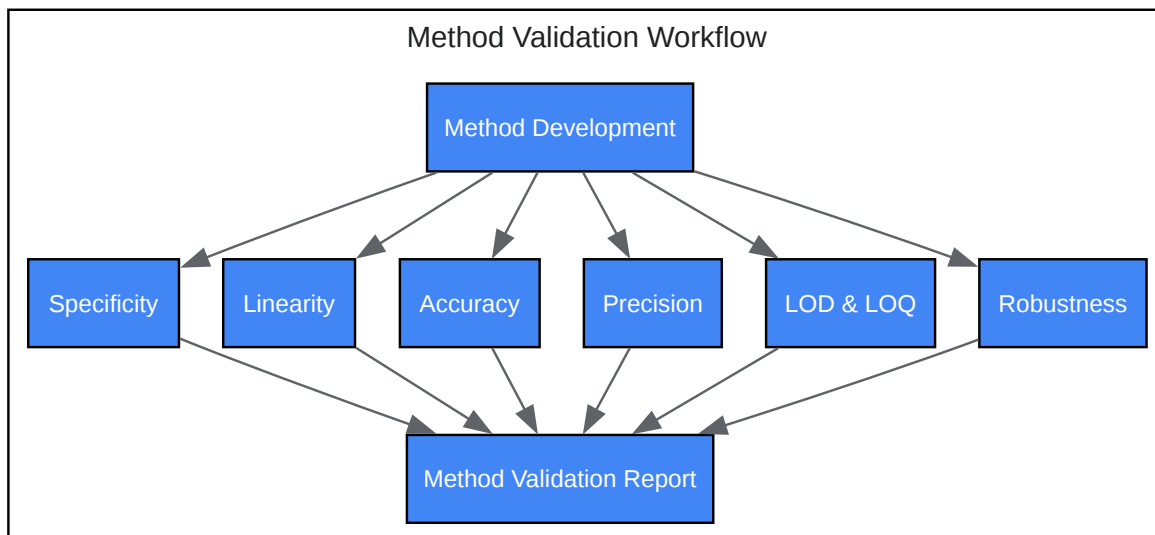 Method Validation Workflow
Method Development
Specificity
Linearity
Accuracy
Precision
LOD & LOQ
Robustness
Method Validation Report